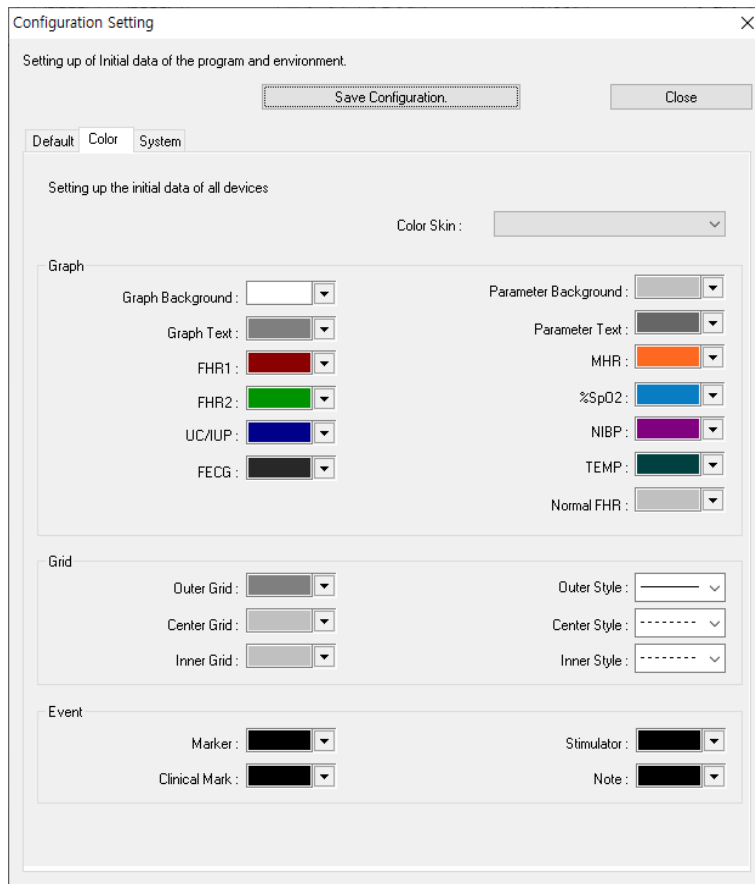 Configuration Setting
Setting up of Initial data of the program and environment.
Save Configuration.
Close
Default
Color
System
Setting up the initial data of all devices
Color Skin :
Graph
Graph Background :
Parameter Background :
Graph Text :
Parameter Text :
FHR1 :
MHR :
FHR2 :
%SpO2 :
UC/IUP :
NIBP :
FECG :
TEMP :
Normal FHR :
Grid
Outer Grid :
Outer Style :
Center Grid :
Center Style :
Inner Grid :
Inner Style :
Event
Marker :
Stimulator :
Clinical Mark :
Note :